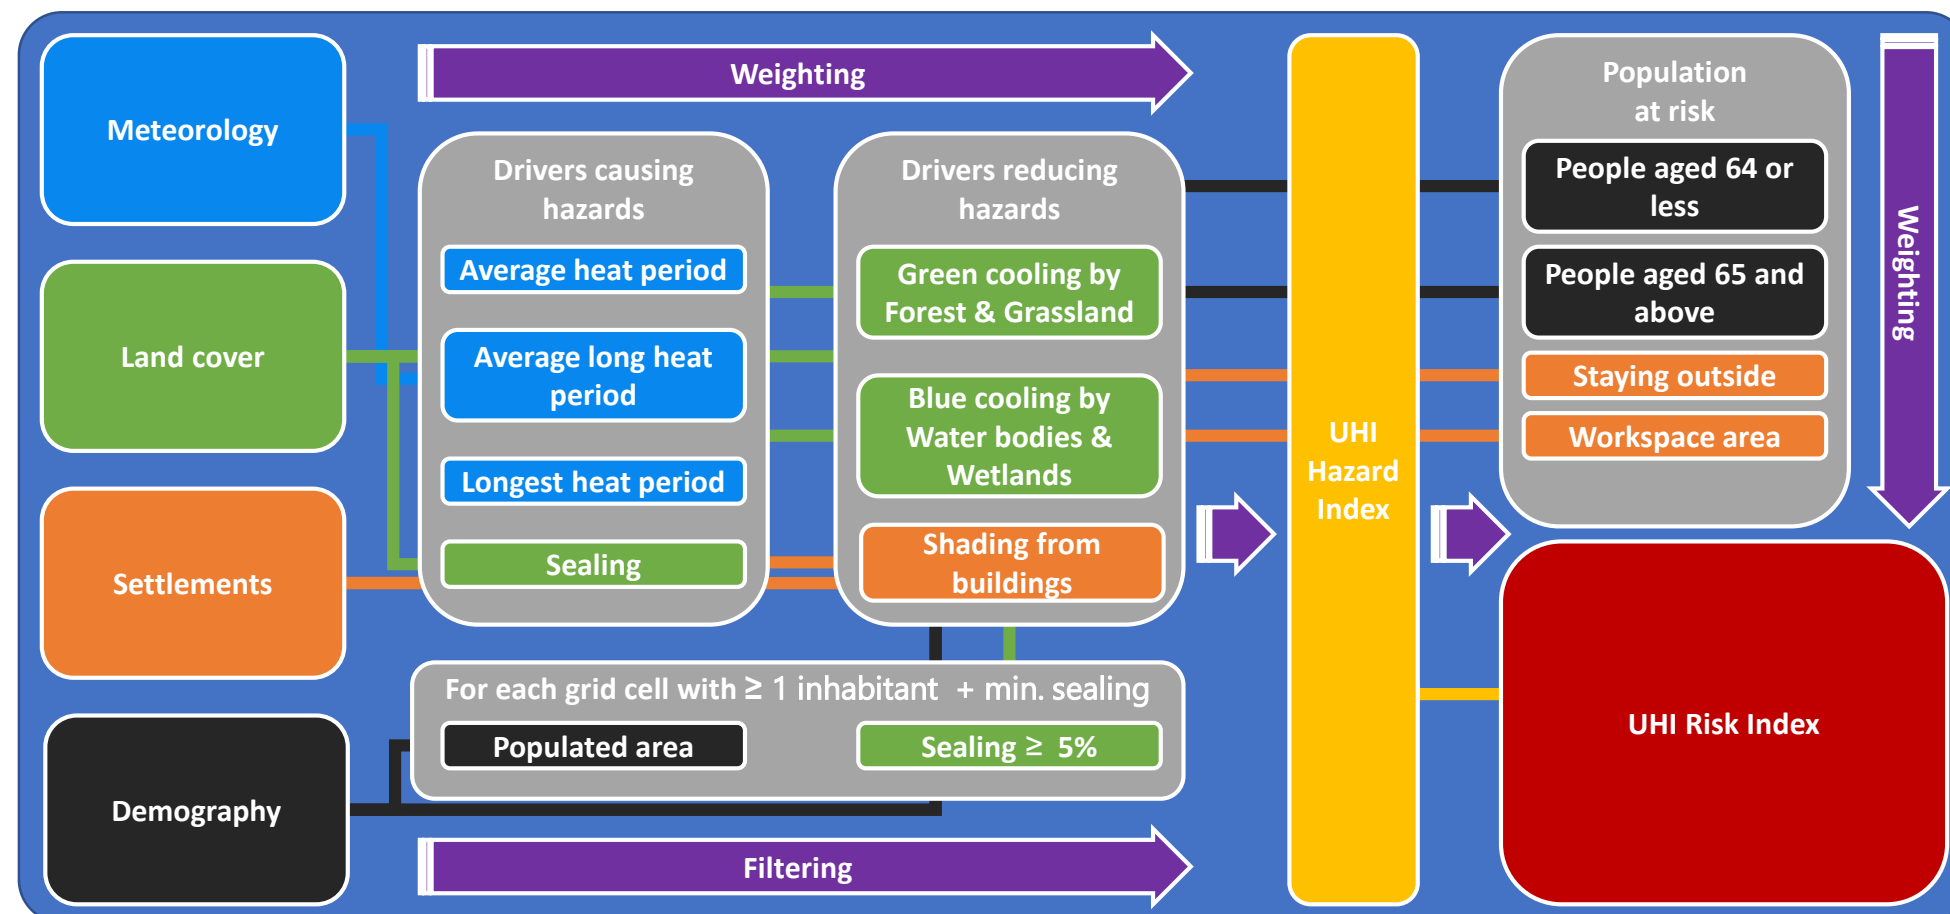 Meteorology
Land cover
Settlements
Demography
Weighting
Drivers causing
hazards
Average heat period
Average long heat
period
Longest heat period
Sealing
Drivers reducing
hazards
Green cooling by
Forest & Grassland
Blue cooling by
Water bodies &
Wetlands
Shading from
buildings
For each grid cell with ≥ 1 inhabitant + min. sealing
Populated area
Sealing ≥ 5%
Filtering
UHI
Hazard
Index
Population
at risk
People aged 64 or
less
People aged 65 and
above
Staying outside
Workspace area
Weighting
UHI Risk Index